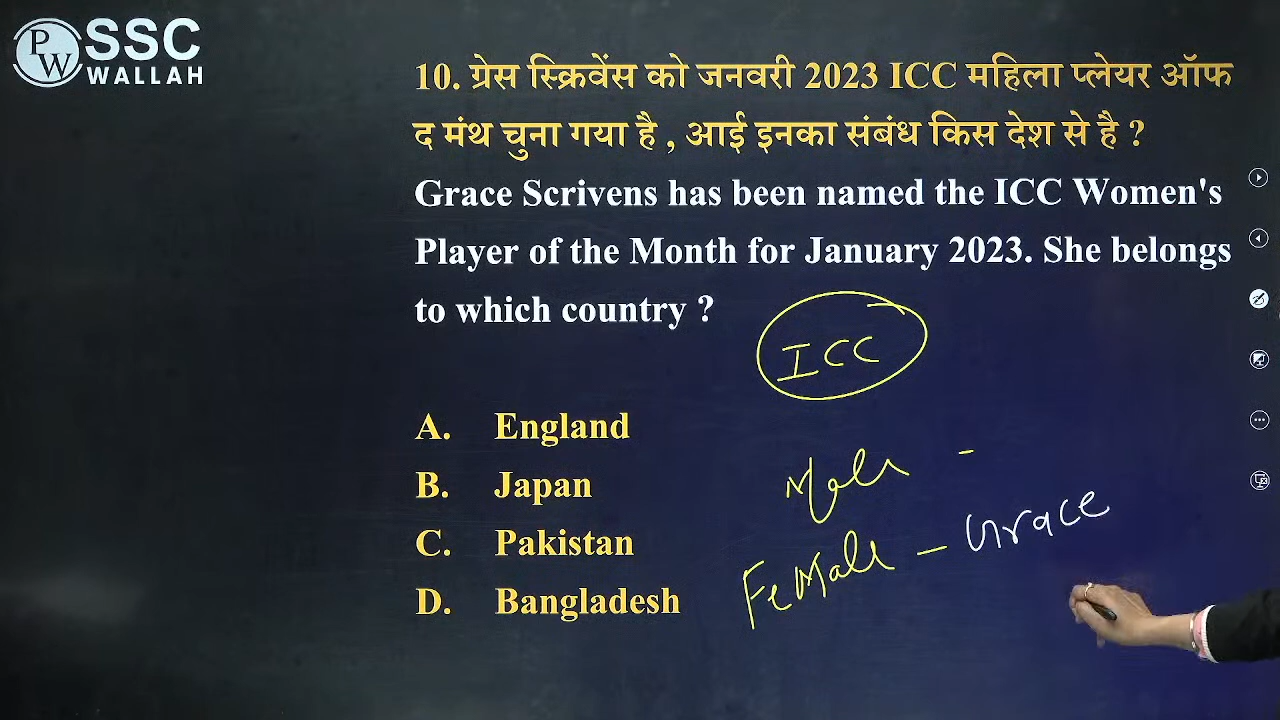 PW
SSC
WALLAH
10. ग्रेस स्क्रिवेंस को जनवरी 2023 ICC महिला प्लेयर ऑफ
द मंथ चुना गया है , आई इनका संबंध किस देश से है ?
Grace Scrivens has been named the ICC Women's
Player of the Month for January 2023. She belongs
to which country ?
ICC
A. England
B. Japan
C. Pakistan
D. Bangladesh
Male -
Female - Grace